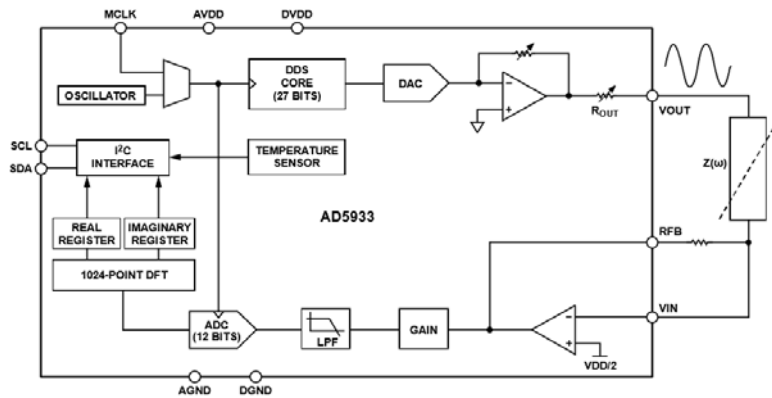 MCLK
AVDD
DVDD
OSCILLATOR
DDS
CORE
(27 BITS)
DAC
ROUT
VOUT
SCL
SDA
I²C
INTERFACE
TEMPERATURE
SENSOR
Z(ω)
AD5933
REAL
REGISTER
IMAGINARY
REGISTER
RFB
1024-POINT DFT
ADC
(12 BITS)
LPF
GAIN
VIN
VDD/2
AGND
DGND